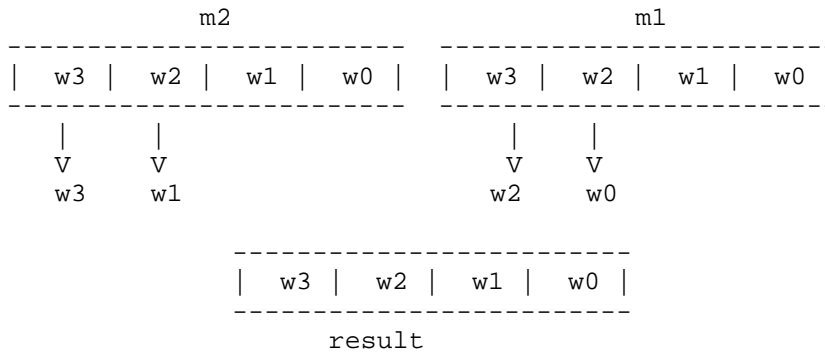 m2 m1
------------------------- ------------------------
| w3 | w2 | w1 | w0 | | w3 | w2 | w1 | w0
------------------------- ------------------------
| | | |
V V V V
w3 w1 w2 w0
-------------------------
| w3 | w2 | w1 | w0 |
-------------------------
result